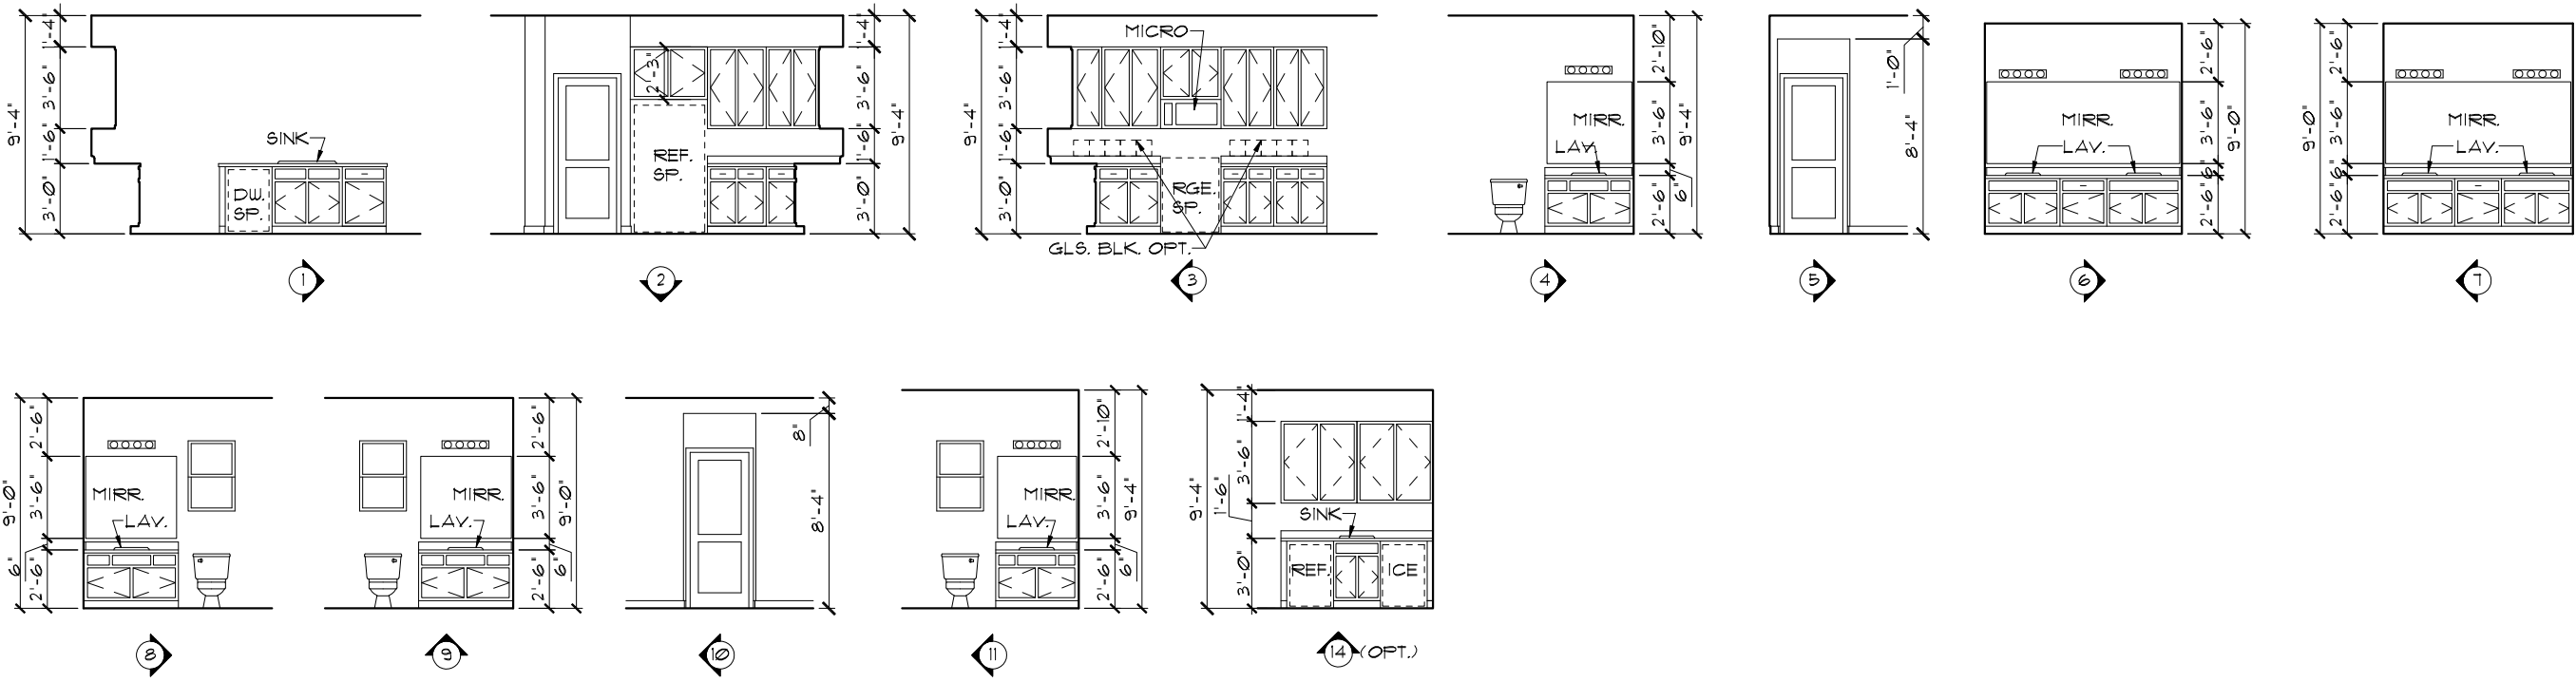 9'-4"
1'-4"
3'-6"
1'-6"
3'-0"
SINK
DW.
SP.
1
2'-3"
REF.
SP.
1'-4"
3'-6"
1'-6"
3'-0"
9'-4"
2
9'-4"
1'-4"
3'-6"
1'-6"
3'-0"
MICRO
RGE.
SP.
GLS. BLK. OPT.
3
MIRR.
LAV.
2'-10"
3'-6"
2'-6"
6"
9'-4"
4
1'-0"
8'-4"
5
MIRR.
LAV.
2'-6"
3'-6"
6"
2'-6"
9'-0"
6
9'-0"
2'-6"
3'-6"
6"
2'-6"
MIRR.
LAV.
7
9'-0"
2'-6"
3'-6"
6"
2'-6"
MIRR.
LAV.
8
MIRR.
LAV.
2'-6"
3'-6"
2'-6"
6"
9'-0"
9
8"
8'-4"
10
MIRR.
LAV.
2'-10"
3'-6"
2'-6"
6"
9'-4"
11
9'-4"
1'-4"
3'-6"
1'-6"
3'-0"
SINK
REF.
ICE
14 (OPT.)